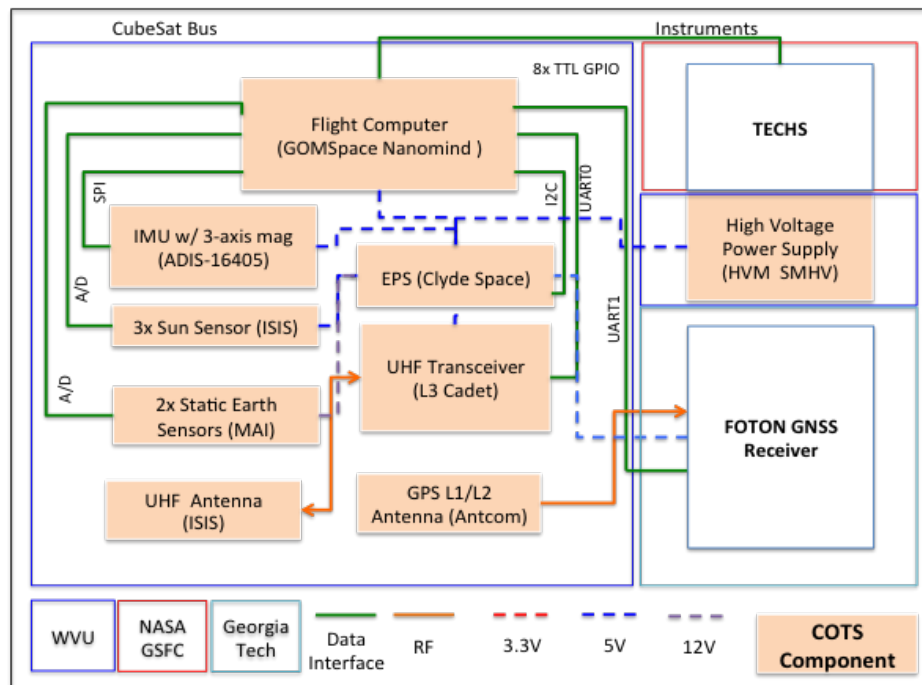 CubeSat Bus
Instruments
8x TTL GPIO
Flight Computer
(GOMSpace Nanomind )
TECHS
SPI
I2C
UART0
IMU w/ 3-axis mag
(ADIS-16405)
High Voltage
Power Supply
(HVM SMHV)
A/D
EPS (Clyde Space)
3x Sun Sensor (ISIS)
UART1
UHF Transceiver
(L3 Cadet)
A/D
2x Static Earth
Sensors (MAI)
FOTON GNSS
Receiver
UHF Antenna
(ISIS)
GPS L1/L2
Antenna (Antcom)
WVU
NASA
GSFC
Georgia
Tech
Data
Interface
RF
3.3V
5V
12V
COTS
Component